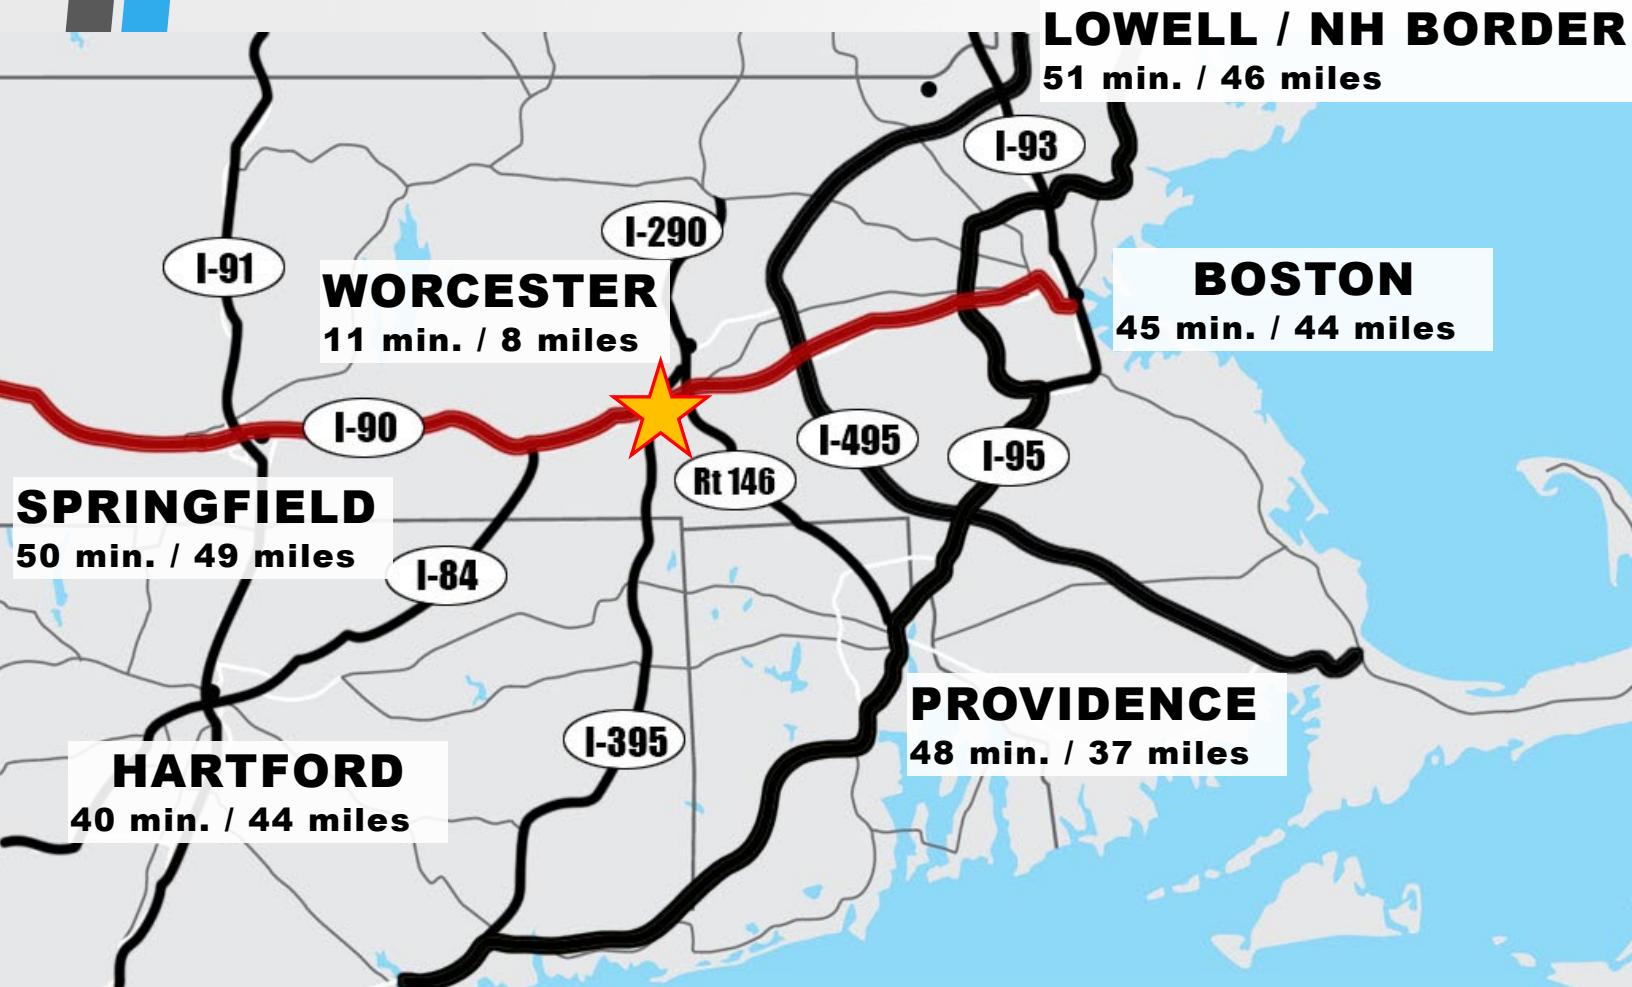 LOWELL / NH BORDER
51 min. / 46 miles
I-93
I-290
I-91
WORCESTER
11 min. / 8 miles
BOSTON
45 min. / 44 miles
I-90
I-495
I-95
Rt 146
SPRINGFIELD
50 min. / 49 miles
I-84
PROVIDENCE
48 min. / 37 miles
I-395
HARTFORD
40 min. / 44 miles